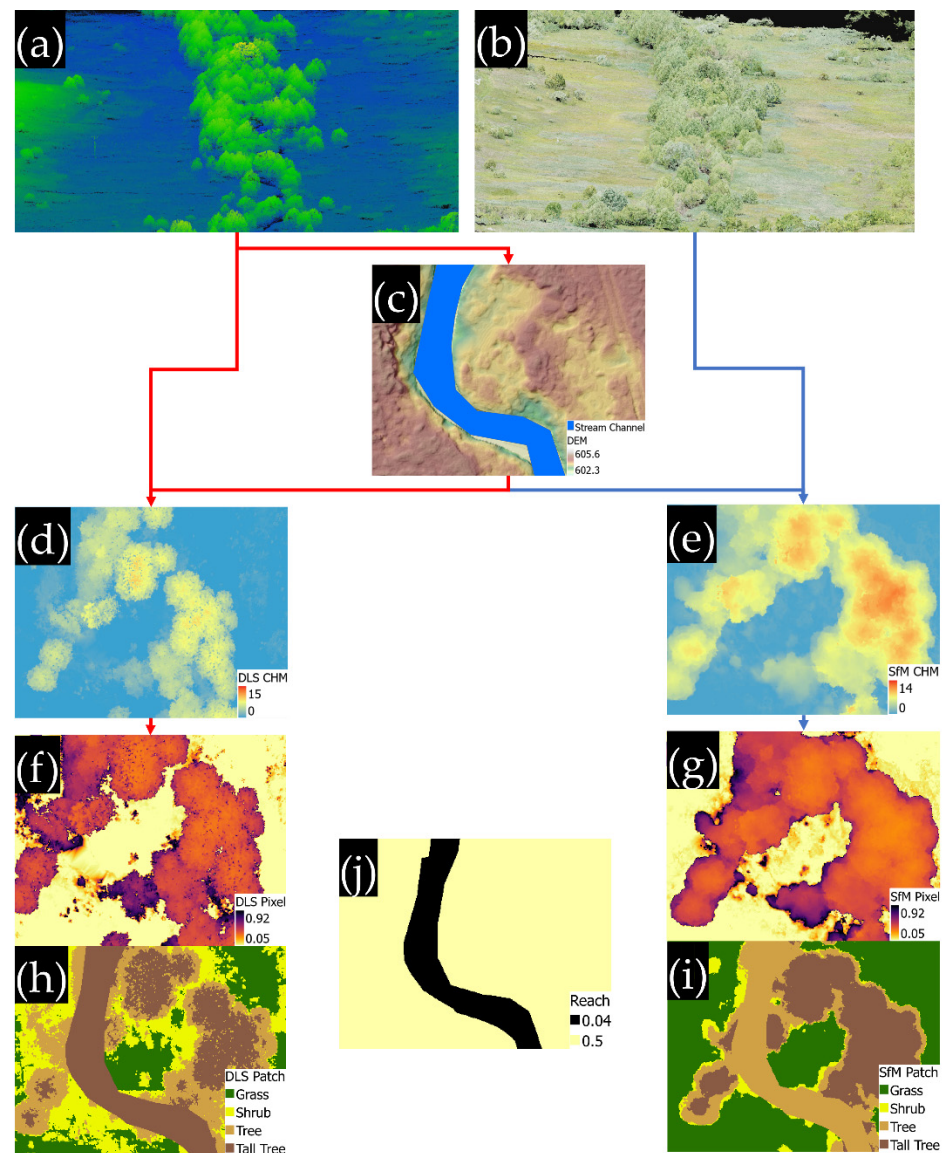 (a)
(b)
(c)
Stream Channel
DEM
605.6
602.3
(d)
DLS CHM
15
0
(e)
SfM CHM
14
0
(f)
DLS Pixel
0.92
0.05
(g)
SfM Pixel
0.92
0.05
(h)
DLS Patch
Grass
Shrub
Tree
Tall Tree
(j)
Reach
0.04
0.5
(i)
SfM Patch
Grass
Shrub
Tree
Tall Tree